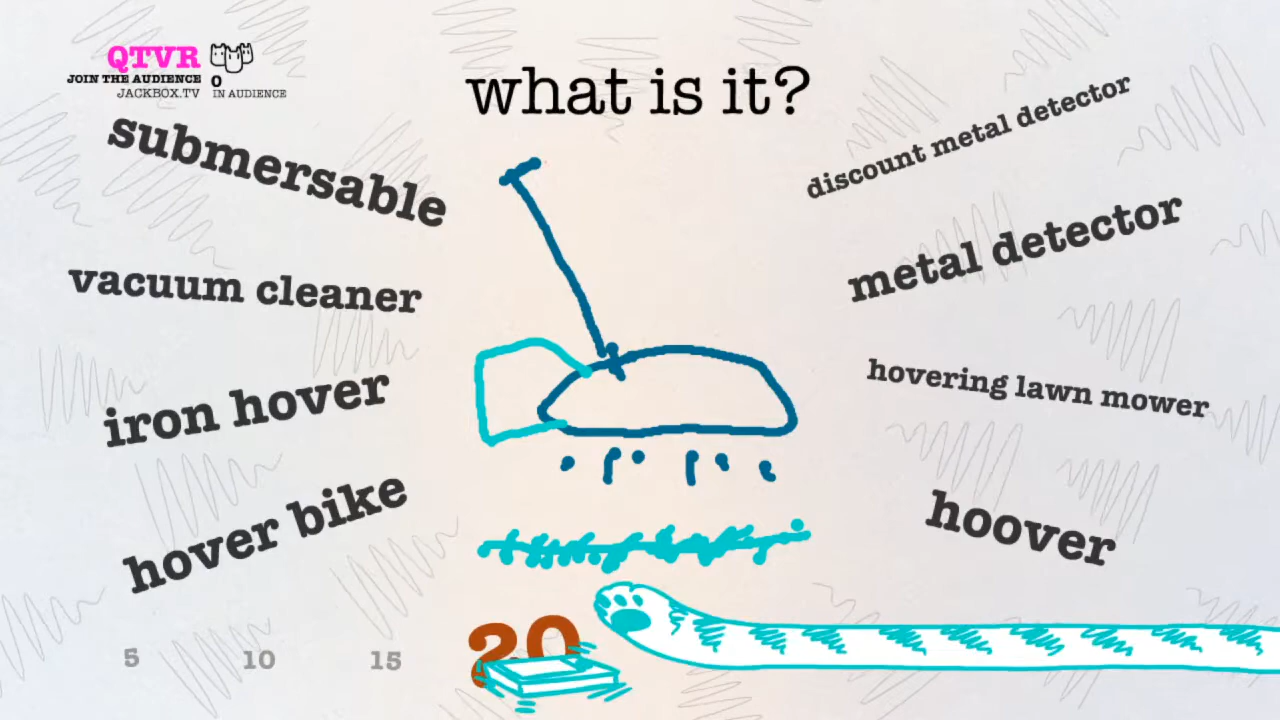 QTVR
JOIN THE AUDIENCE
JACKBOX.TV
0
IN AUDIENCE
what is it?
submersable
vacuum cleaner
iron hover
hover bike
discount metal detector
metal detector
hovering lawn mower
hoover
5 10 15 20